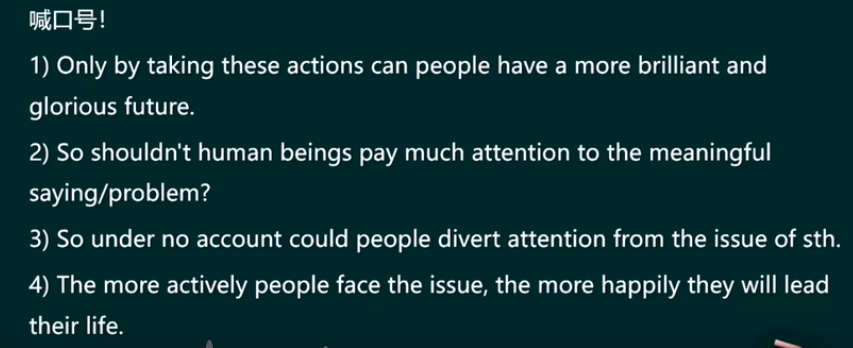 喊口号!
1) Only by taking these actions can people have a more brilliant and
glorious future.
2) So shouldn't human beings pay much attention to the meaningful
saying/problem?
3) So under no account could people divert attention from the issue of sth.
4) The more actively people face the issue, the more happily they will lead
their life.